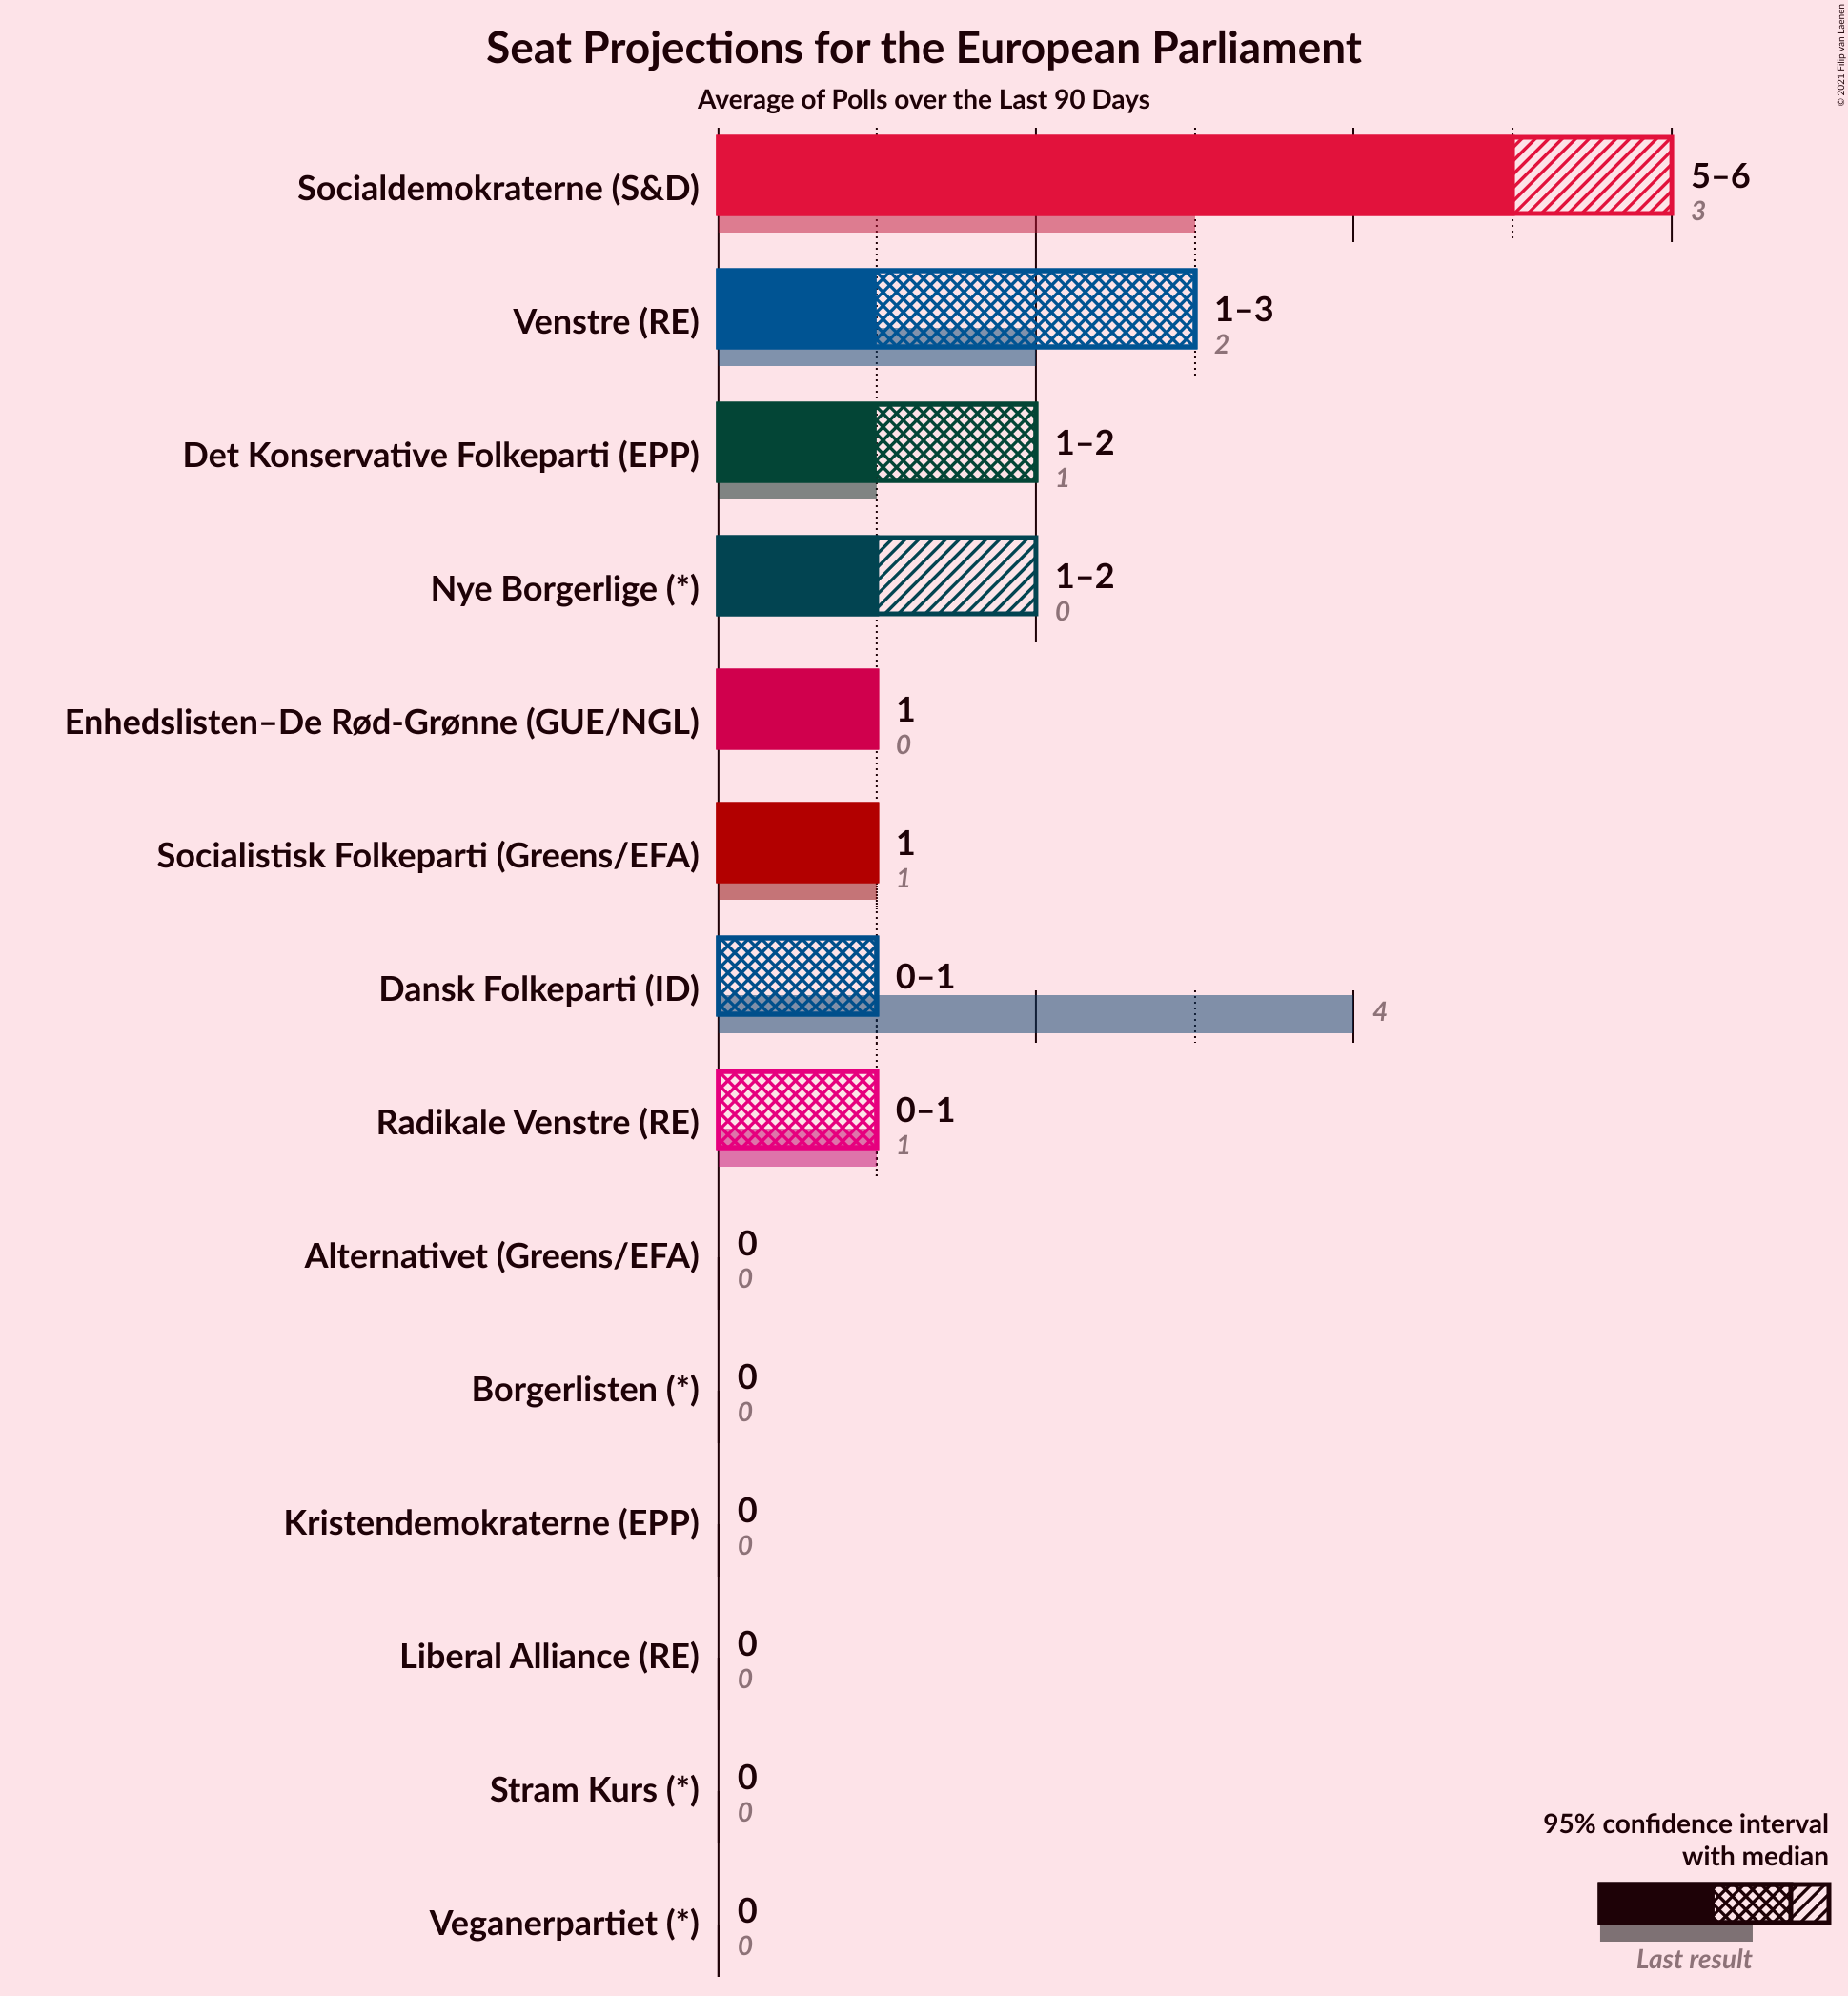 © 2021 Filip van Laenen
Seat Projections for the European Parliament
Average of Polls over the Last 90 Days
Socialdemokraterne (S&D)
5–6
3
Venstre (RE)
1–3
2
Det Konservative Folkeparti (EPP)
1–2
1
Nye Borgerlige (*)
1–2
0
Enhedslisten–De Rød-Grønne (GUE/NGL)
1
0
Socialistisk Folkeparti (Greens/EFA)
1
1
Dansk Folkeparti (ID)
0–1
4
Radikale Venstre (RE)
0–1
1
Alternativet (Greens/EFA)
0
0
Borgerlisten (*)
0
0
Kristendemokraterne (EPP)
0
0
Liberal Alliance (RE)
0
0
Stram Kurs (*)
0
0
Veganerpartiet (*)
0
0
95% confidence interval
with median
Last result